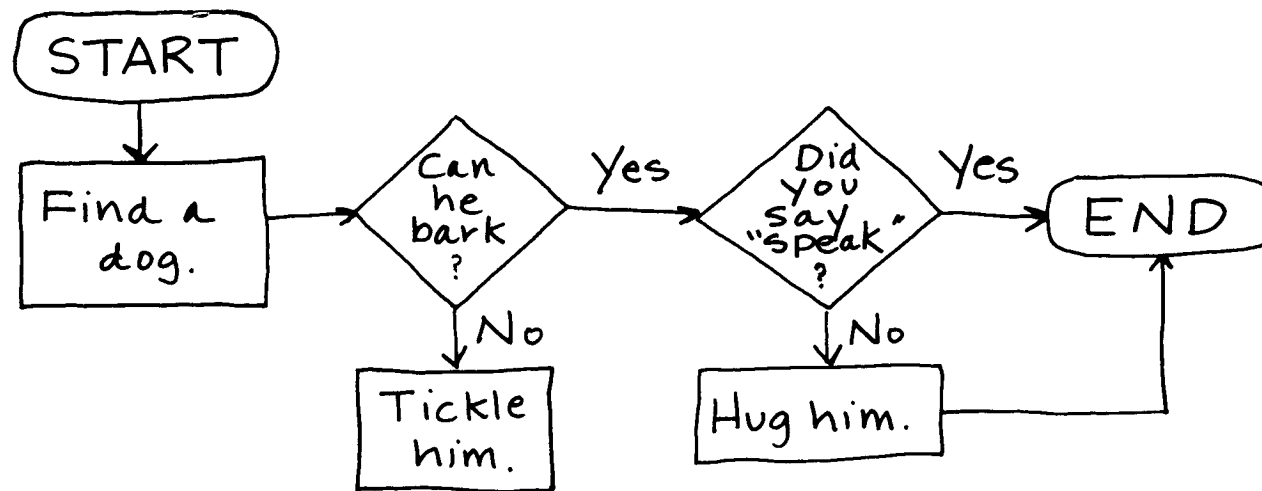 START
Find a
dog.
Can
he
bark
?
Yes
No
Tickle
him.
Did
you
say
"speak"
?
Yes
No
Hug him.
END